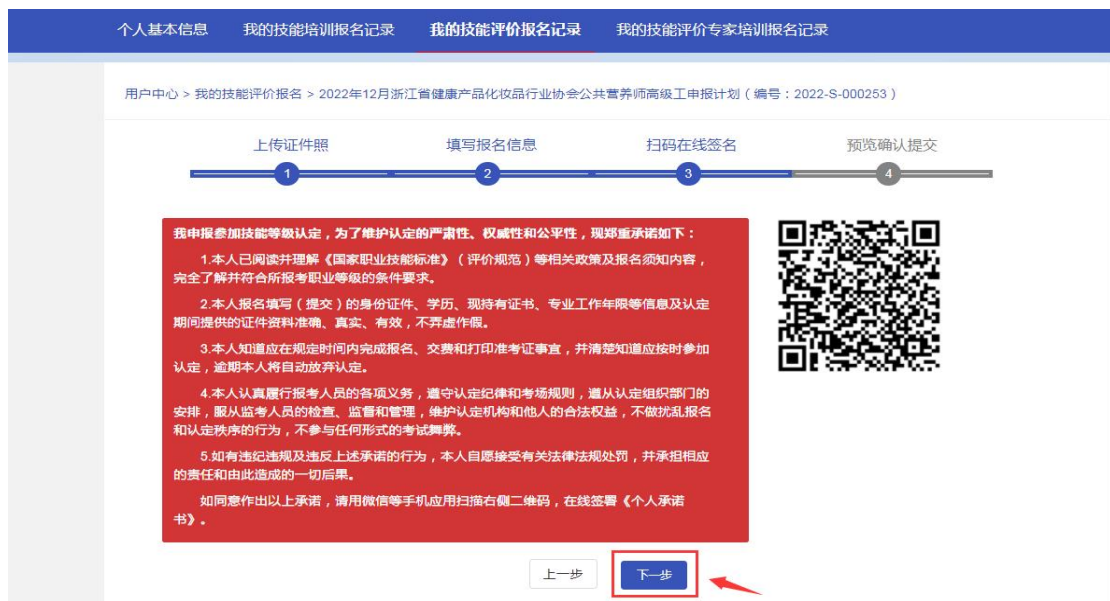 个人基本信息 我的技能培训报名记录 我的技能评价报名记录 我的技能评价专家培训报名记录
用户中心 > 我的技能评价报名 > 2022年12月浙江省健康产品化妆品行业协会公共营养师高级工申报计划(编号:2022-S-000253)
上传证件照 填写报名信息 扫码在线签名 预览确认提交
1 2 3 4
我申报参加技能等级认定,为了维护认定的严肃性、权威性和公平性,现郑重承诺如下:
1.本人已阅读并理解《国家职业技能标准》(评价规范)等相关政策及报名须知内容,
完全了解并符合所报考职业等级的条件要求。
2.本人报名填写(提交)的身份证件、学历、现持有证书、专业工作年限等信息及认定
期间提供的证件资料准确、真实、有效,不弄虚作假。
3.本人知道应在规定时间内完成报名、交费和打印准考证事宜,并清楚知道应按时参加
认定,逾期本人将自动放弃认定。
4.本人认真履行报考人员的各项义务,遵守认定纪律和考场规则,遵从认定组织部门的
安排,服从监考人员的检查、监督和管理,维护认定机构和他人的合法权益,不做扰乱报名
和认定秩序的行为,不参与任何形式的考试舞弊。
5.如有违纪违规及违反上述承诺的行为,本人自愿接受有关法律法规处罚,并承担相应
的责任和由此造成的一切后果。
如同意作出以上承诺,请用微信等手机应用扫描右侧二维码,在线签署《个人承诺
书》。
上一步 下一步